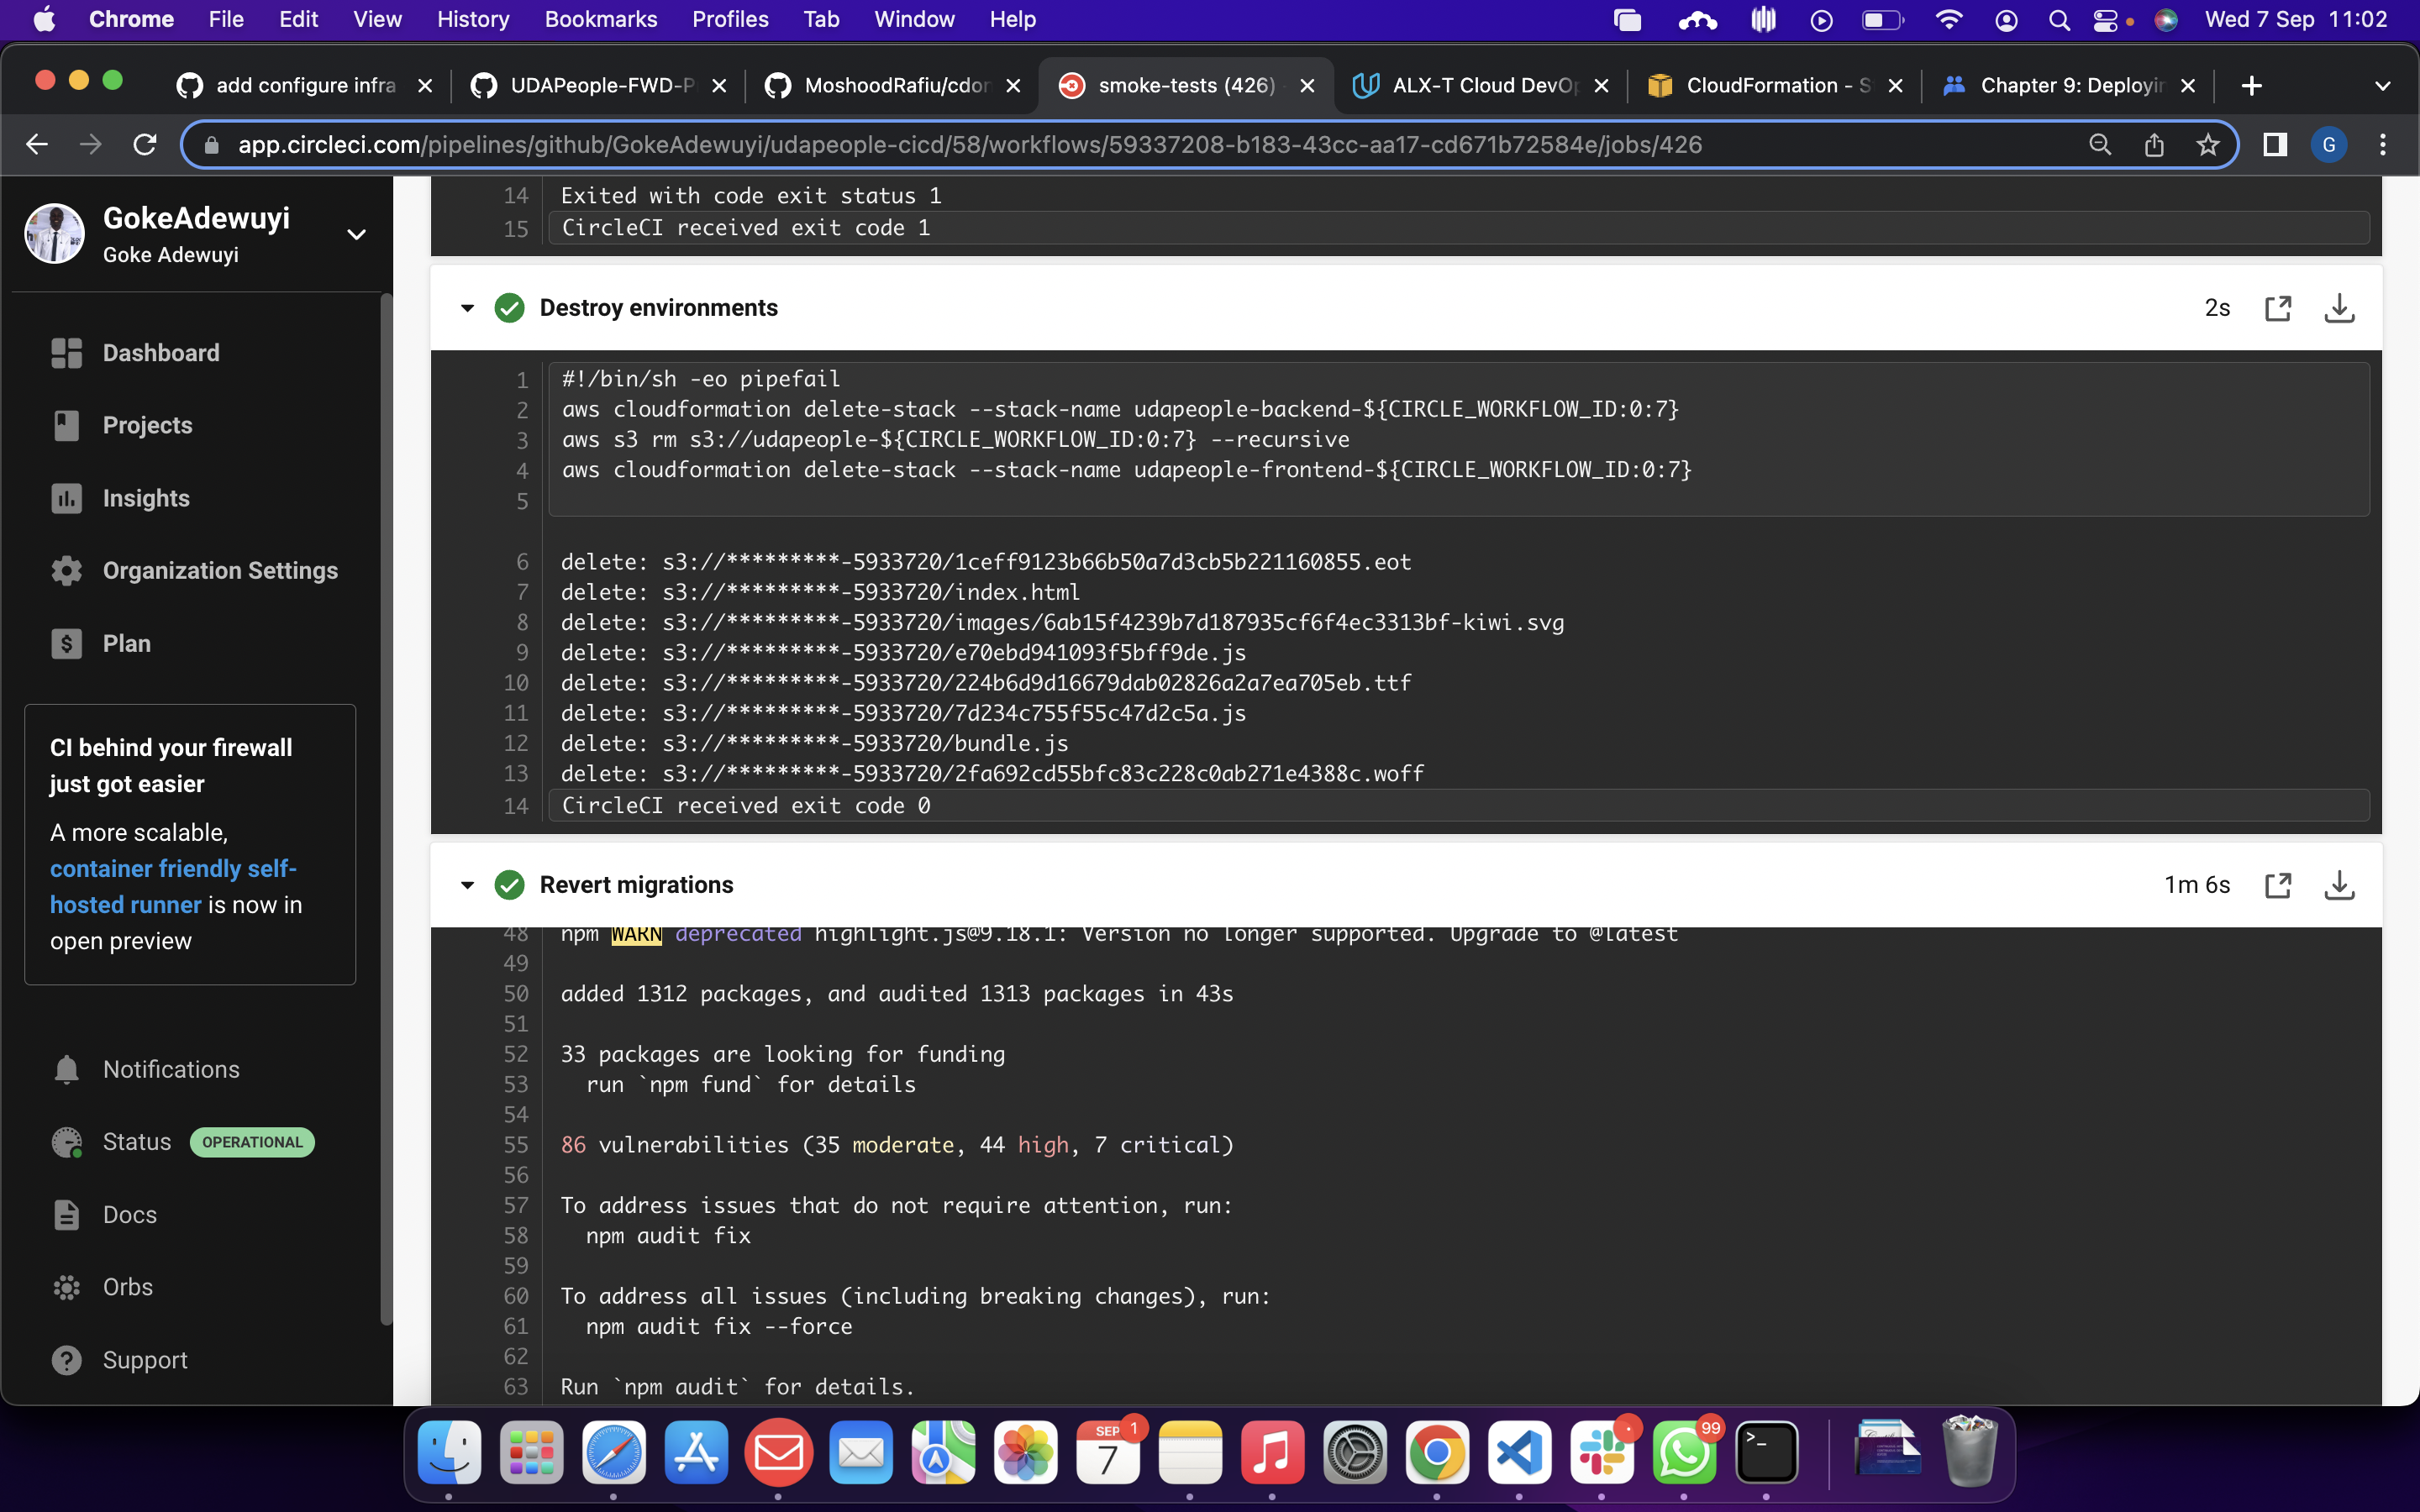 Chrome File Edit View History Bookmarks Profiles Tab Window Help Wed 7 Sep 11:02
add configure infra UDAPeople-FWD-P MoshoodRafiu/cdon smoke-tests (426) ALX-T Cloud DevOp CloudFormation - S Chapter 9: Deployin
app.circleci.com/pipelines/github/GokeAdewuyi/udapeople-cicd/58/workflows/59337208-b183-43cc-aa17-cd671b72584e/jobs/426 G
GokeAdewuyi
Goke Adewuyi
Dashboard
Projects
Insights
Organization Settings
Plan
CI behind your firewall
just got easier
A more scalable,
container friendly self-
hosted runner is now in
open preview
Notifications
Status OPERATIONAL
Docs
Orbs
Support
14 Exited with code exit status 1
15 CircleCI received exit code 1
Destroy environments 2s
1 #!/bin/sh -eo pipefail
2 aws cloudformation delete-stack --stack-name udapeople-backend-${CIRCLE_WORKFLOW_ID:0:7}
3 aws s3 rm s3://udapeople-${CIRCLE_WORKFLOW_ID:0:7} --recursive
4 aws cloudformation delete-stack --stack-name udapeople-frontend-${CIRCLE_WORKFLOW_ID:0:7}
5
6 delete: s3://*********-5933720/1ceff9123b66b50a7d3cb5b221160855.eot
7 delete: s3://*********-5933720/index.html
8 delete: s3://*********-5933720/images/6ab15f4239b7d187935cf6f4ec3313bf-kiwi.svg
9 delete: s3://*********-5933720/e70ebd941093f5bff9de.js
10 delete: s3://*********-5933720/224b6d9d16679dab02826a2a7ea705eb.ttf
11 delete: s3://*********-5933720/7d234c755f55c47d2c5a.js
12 delete: s3://*********-5933720/bundle.js
13 delete: s3://*********-5933720/2fa692cd55bfc83c228c0ab271e4388c.woff
14 CircleCI received exit code 0
Revert migrations 1m 6s
48 npm WARN deprecated highlight.js@9.18.1: Version no longer supported. Upgrade to @latest
49
50 added 1312 packages, and audited 1313 packages in 43s
51
52 33 packages are looking for funding
53 run `npm fund` for details
54
55 86 vulnerabilities (35 moderate, 44 high, 7 critical)
56
57 To address issues that do not require attention, run:
58 npm audit fix
59
60 To address all issues (including breaking changes), run:
61 npm audit fix --force
62
63 Run `npm audit` for details.
SEP 7 1
99